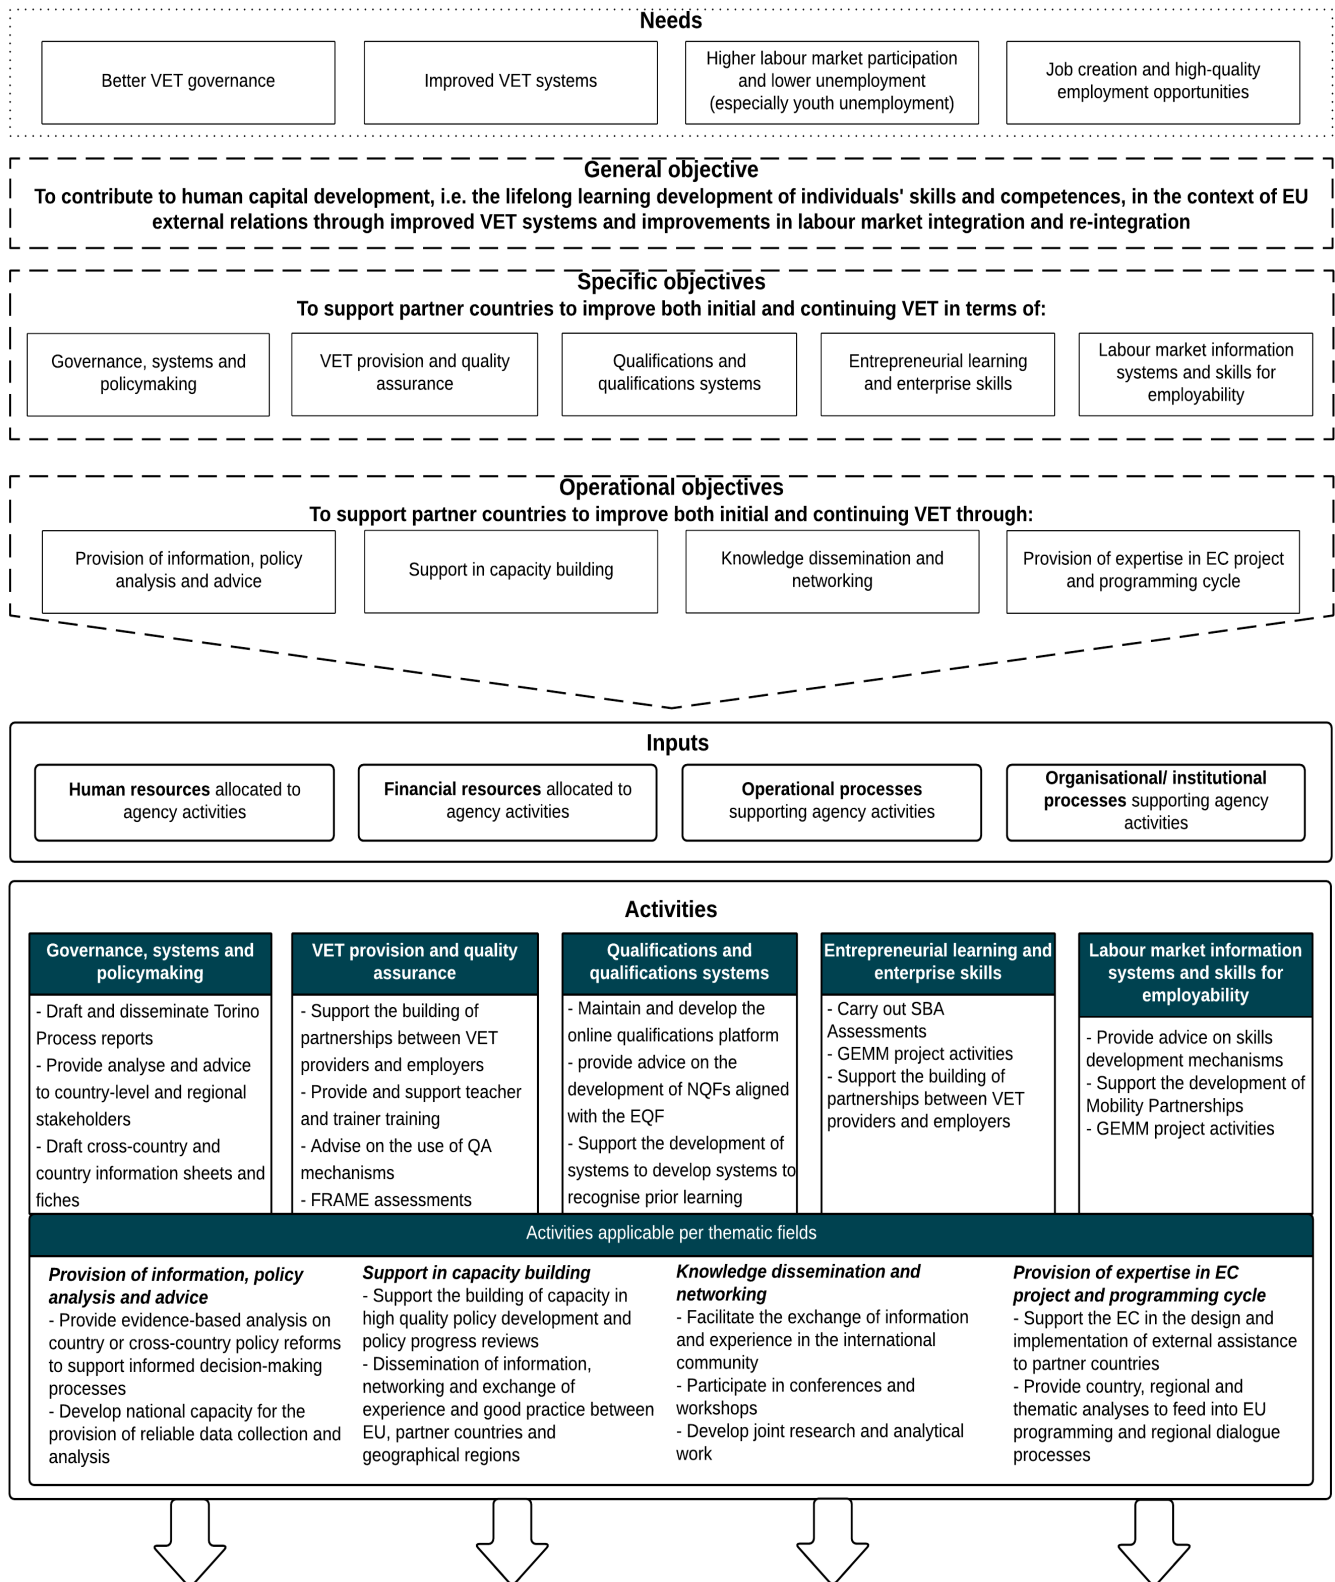 Needs
Better VET governance
Improved VET systems
Higher labour market participation
and lower unemployment
(especially youth unemployment)
Job creation and high-quality
employment opportunities
General objective
To contribute to human capital development, i.e. the lifelong learning development of individuals' skills and competences, in the context of EU
external relations through improved VET systems and improvements in labour market integration and re-integration
Specific objectives
To support partner countries to improve both initial and continuing VET in terms of:
Governance, systems and
policymaking
VET provision and quality
assurance
Qualifications and
qualifications systems
Entrepreneurial learning
and enterprise skills
Labour market information
systems and skills for
employability
Operational objectives
To support partner countries to improve both initial and continuing VET through:
Provision of information, policy
analysis and advice
Support in capacity building
Knowledge dissemination and
networking
Provision of expertise in EC project
and programming cycle
Inputs
Human resources allocated to
agency activities
Financial resources allocated to
agency activities
Operational processes
supporting agency activities
Organisational/ institutional
processes supporting agency
activities
Activities
Governance, systems and
policymaking
- Draft and disseminate Torino
Process reports
- Provide analyse and advice
to country-level and regional
stakeholders
- Draft cross-country and
country information sheets and
fiches
VET provision and quality
assurance
- Support the building of
partnerships between VET
providers and employers
- Provide and support teacher
and trainer training
- Advise on the use of QA
mechanisms
- FRAME assessments
Qualifications and
qualifications systems
- Maintain and develop the
online qualifications platform
- provide advice on the
development of NQFs aligned
with the EQF
- Support the development of
systems to develop systems to
recognise prior learning
Entrepreneurial learning and
enterprise skills
- Carry out SBA
Assessments
- GEMM project activities
- Support the building of
partnerships between VET
providers and employers
Labour market information
systems and skills for
employability
- Provide advice on skills
development mechanisms
- Support the development of
Mobility Partnerships
- GEMM project activities
Activities applicable per thematic fields
Provision of information, policy
analysis and advice
- Provide evidence-based analysis on
country or cross-country policy reforms
to support informed decision-making
processes
- Develop national capacity for the
provision of reliable data collection and
analysis
Support in capacity building
- Support the building of capacity in
high quality policy development and
policy progress reviews
- Dissemination of information,
networking and exchange of
experience and good practice between
EU, partner countries and
geographical regions
Knowledge dissemination and
networking
- Facilitate the exchange of information
and experience in the international
community
- Participate in conferences and
workshops
- Develop joint research and analytical
work
Provision of expertise in EC
project and programming cycle
- Support the EC in the design and
implementation of external assistance
to partner countries
- Provide country, regional and
thematic analyses to feed into EU
programming and regional dialogue
processes